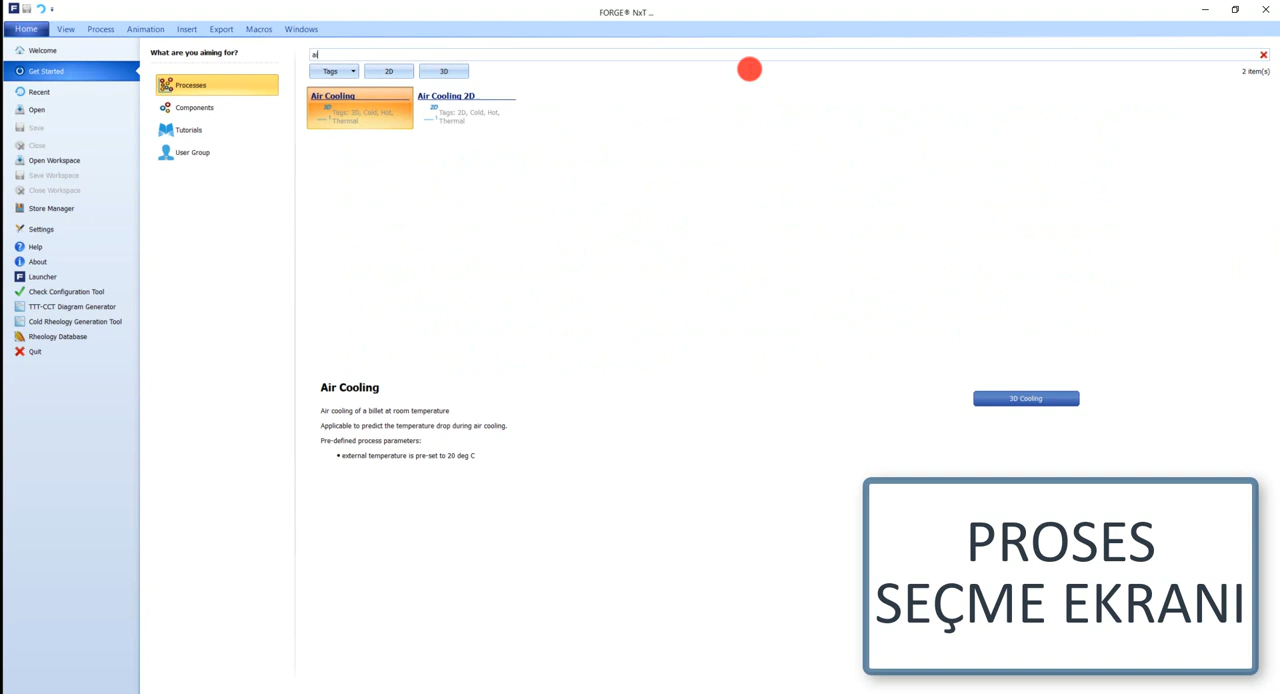 FORGE® NxT ...
Home View Process Animation Insert Export Macros Windows
Welcome
Get Started
Recent
Open
Save
Close
Open Workspace
Save Workspace
Close Workspace
Store Manager
Settings
Help
About
Launcher
Check Configuration Tool
TTT-CCT Diagram Generator
Cold Rheology Generation Tool
Rheology Database
Quit
What are you aiming for?
Processes
Components
Tutorials
User Group
ai
Tags 2D 3D
2 item(s)
Air Cooling
3D
Tags: 3D, Cold, Hot,
Thermal
Air Cooling 2D
2D
Tags: 2D, Cold, Hot,
Thermal
Air Cooling
Air cooling of a billet at room temperature
Applicable to predict the temperature drop during air cooling.
Pre-defined process parameters:
• external temperature is pre-set to 20 deg C
3D Cooling
PROSES
SEÇME EKRANI